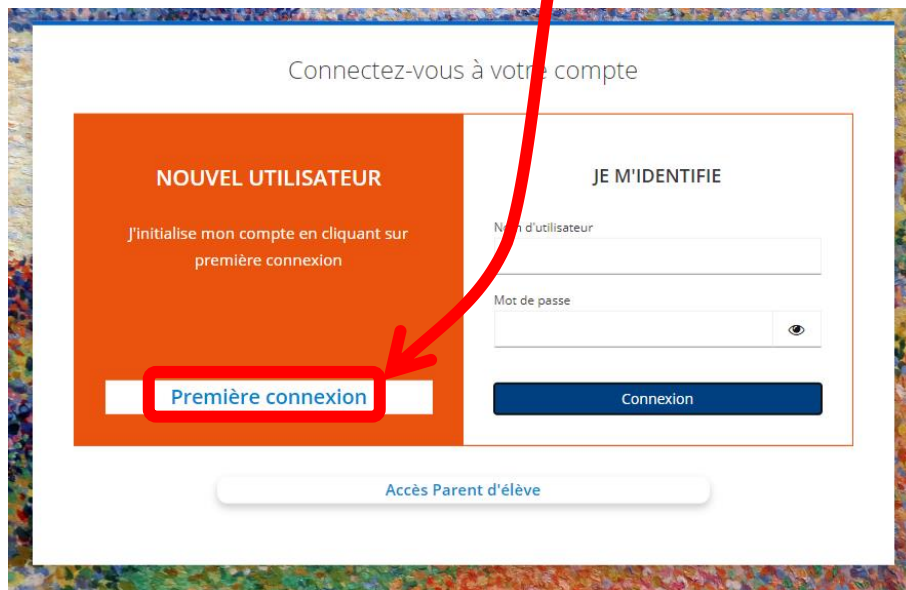 Connectez-vous à votre compte
NOUVEL UTILISATEUR
J'initialise mon compte en cliquant sur
première connexion
Première connexion
JE M'IDENTIFIE
Nom d'utilisateur
Mot de passe
Connexion
Accès Parent d'élève